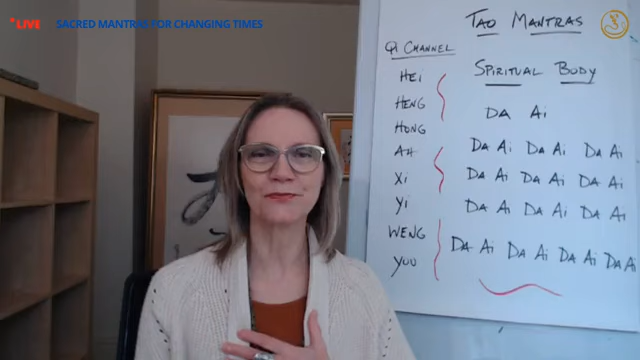 LIVE SACRED MANTRAS FOR CHANGING TIMES
TAO MANTRAS
QI CHANNEL
HEI
HENG
HONG
AH
XI
YI
WENG
YOU
SPIRITUAL BODY
DA Ai
DA Ai DA Ai DA Ai
DA Ai DA Ai DA Ai
DA Ai DA Ai DA Ai
DA Ai DA Ai DA Ai DA Ai